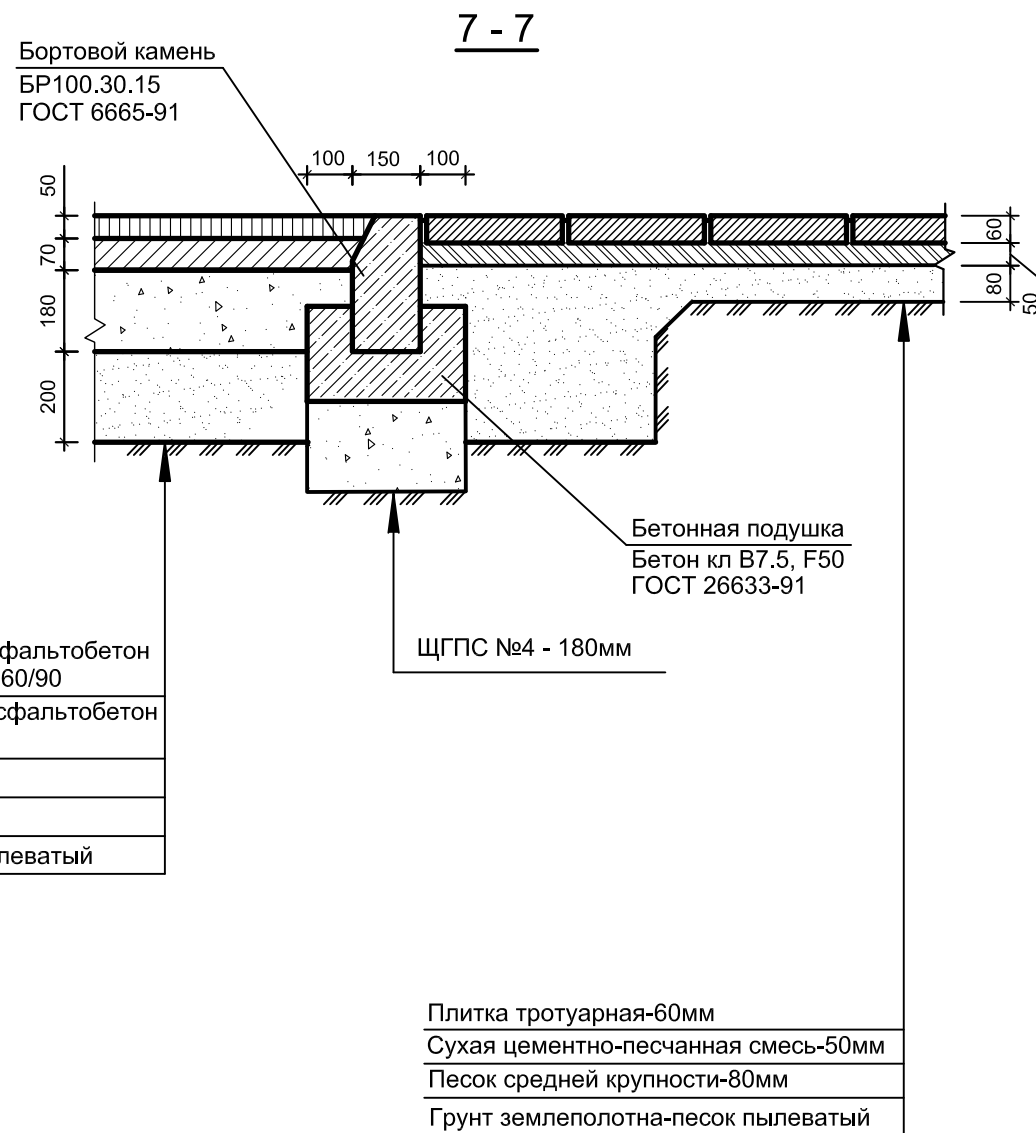 7 - 7
Бортовой камень
БР100.30.15
ГОСТ 6665-91
100 150 100
50
70
180
200
60
80
50
Бетонная подушка
Бетон кл В7.5, F50
ГОСТ 26633-91
ЩГПС №4 - 180мм
фальтобетон
60/90
сфальтобетон
леватый
Плитка тротуарная-60мм
Сухая цементно-песчанная смесь-50мм
Песок средней крупности-80мм
Грунт землеполотна-песок пылеватый